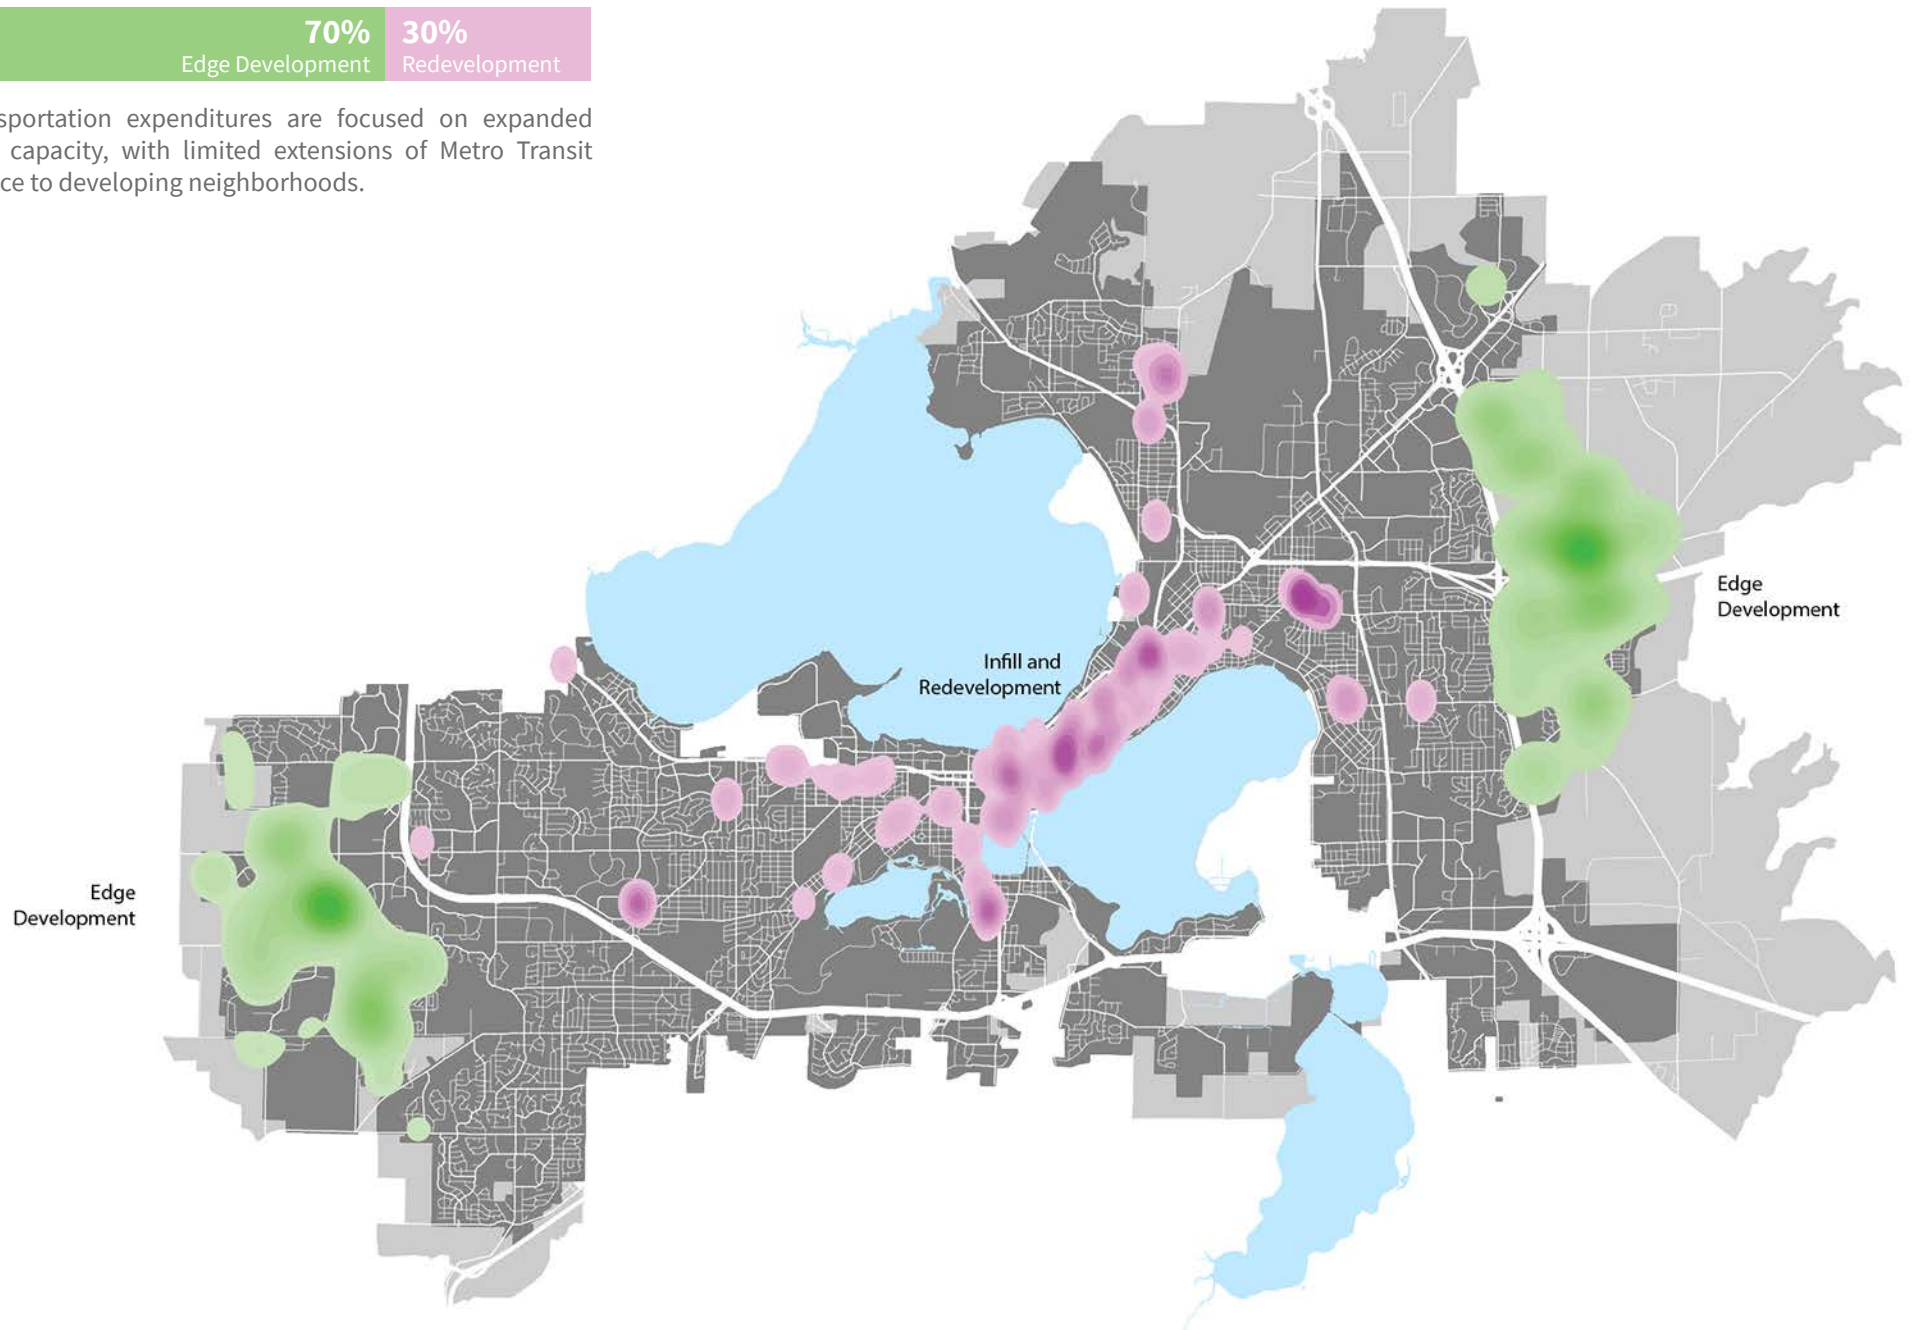 70%
Edge Development
30%
Redevelopment
sportation expenditures are focused on expanded
capacity, with limited extensions of Metro Transit
ce to developing neighborhoods.
Edge
Development
Infill and
Redevelopment
Edge
Development